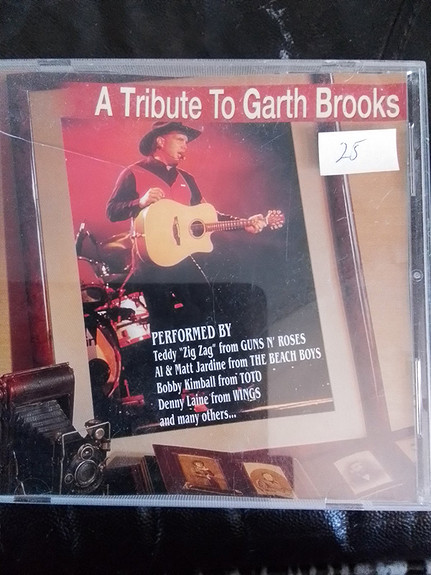 A Tribute To Garth Brooks
25
PERFORMED BY
Teddy "Zig Zag" from GUNS N' ROSES
Al & Matt Jardine from THE BEACH BOYS
Bobby Kimball from TOTO
Denny Laine from WINGS
and many others...